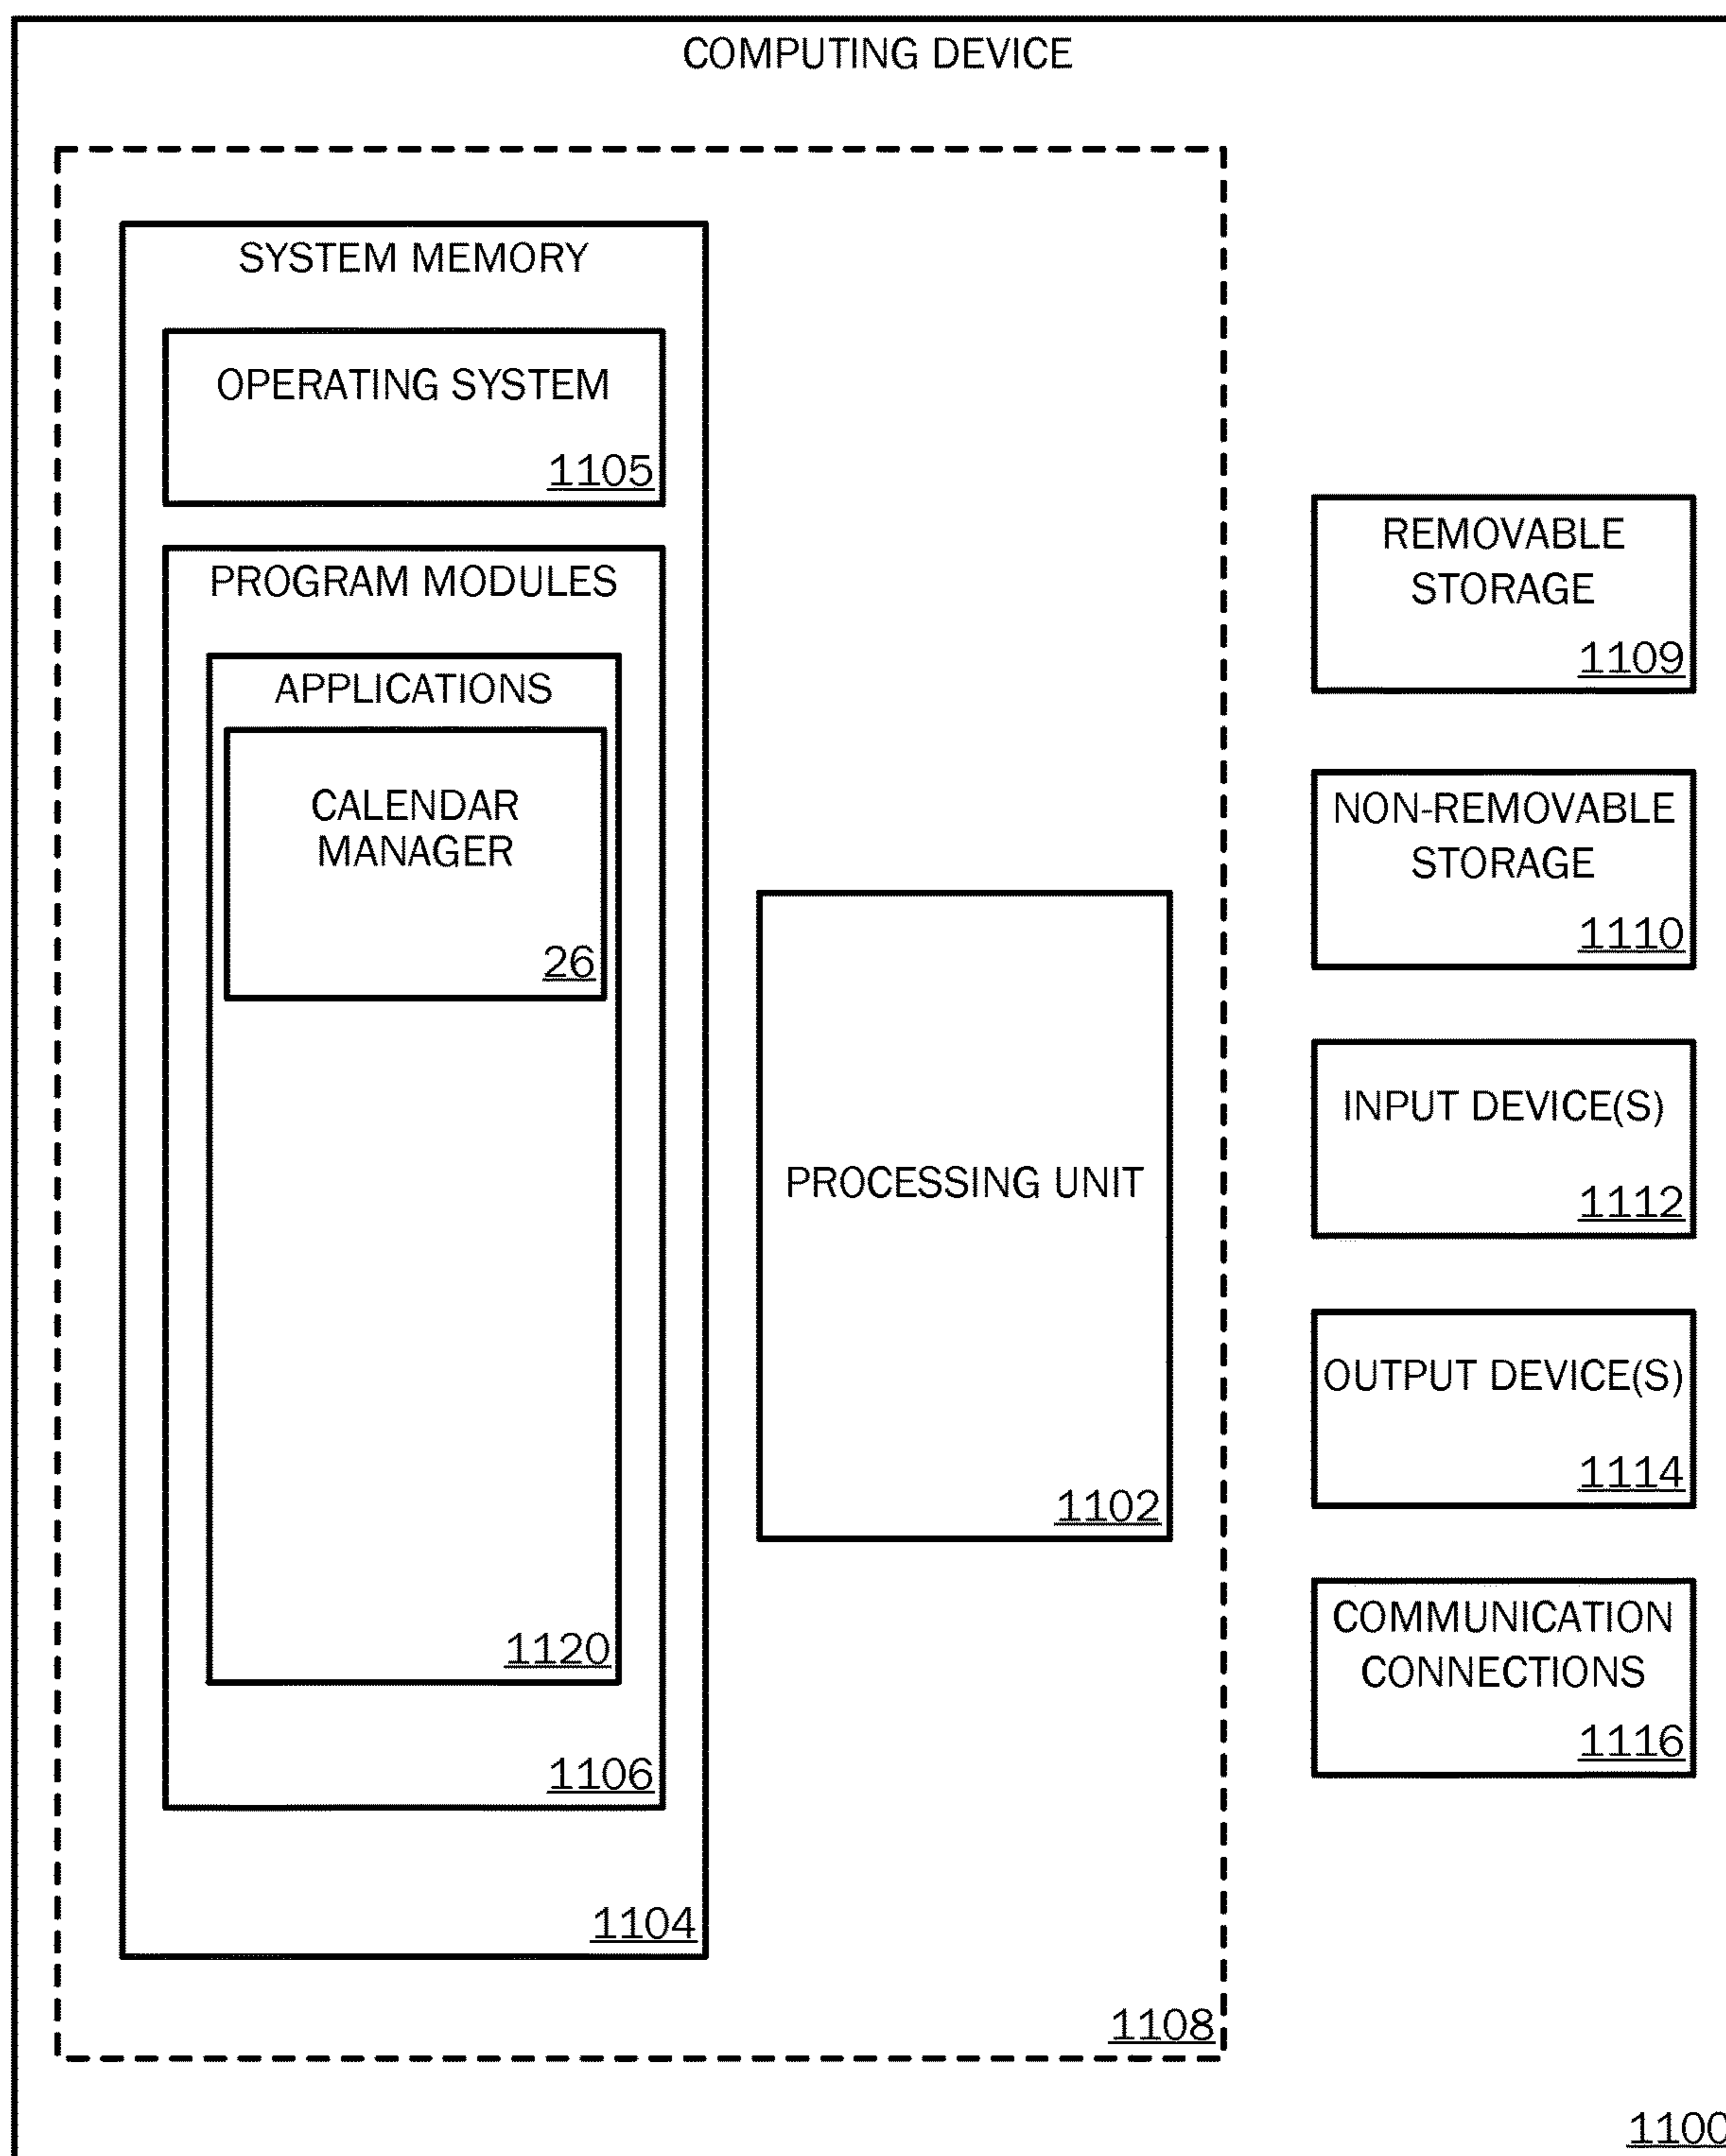 COMPUTING DEVICE
SYSTEM MEMORY
OPERATING SYSTEM
1105
PROGRAM MODULES
APPLICATIONS
CALENDAR
MANAGER
26
1120
1106
1104
PROCESSING UNIT
1102
1108
REMOVABLE
STORAGE
1109
NON-REMOVABLE
STORAGE
1110
INPUT DEVICE(S)
1112
OUTPUT DEVICE(S)
1114
COMMUNICATION
CONNECTIONS
1116
1100